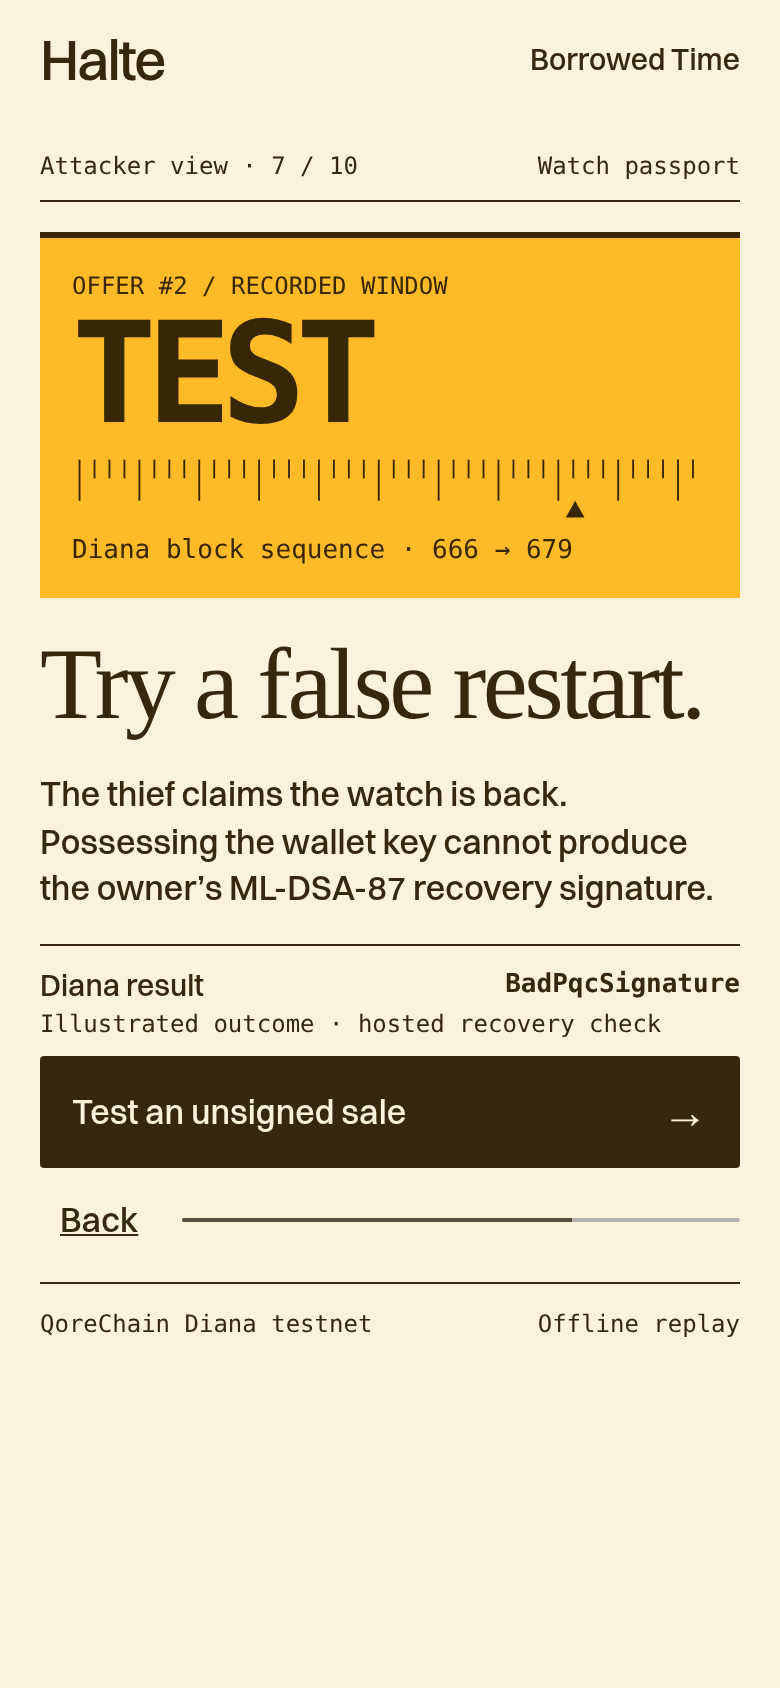 Halte
Borrowed Time
Attacker view · 7 / 10
Watch passport
OFFER #2 / RECORDED WINDOW
TEST
Diana block sequence · 666 → 679
Try a false restart.
The thief claims the watch is back.
Possessing the wallet key cannot produce
the owner’s ML-DSA-87 recovery signature.
Diana result
BadPqcSignature
Illustrated outcome · hosted recovery check
Test an unsigned sale →
Back
QoreChain Diana testnet
Offline replay